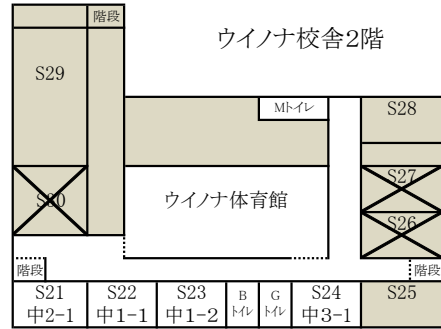 階段
ウイノナ校舎2階
S29
Mトイレ
S28
S27
S30
ウイノナ体育館
S26
階段
階段
S21
中2-1
S22
中1-1
S23
中1-2
B
トイレ
G
トイレ
S24
中3-1
S25